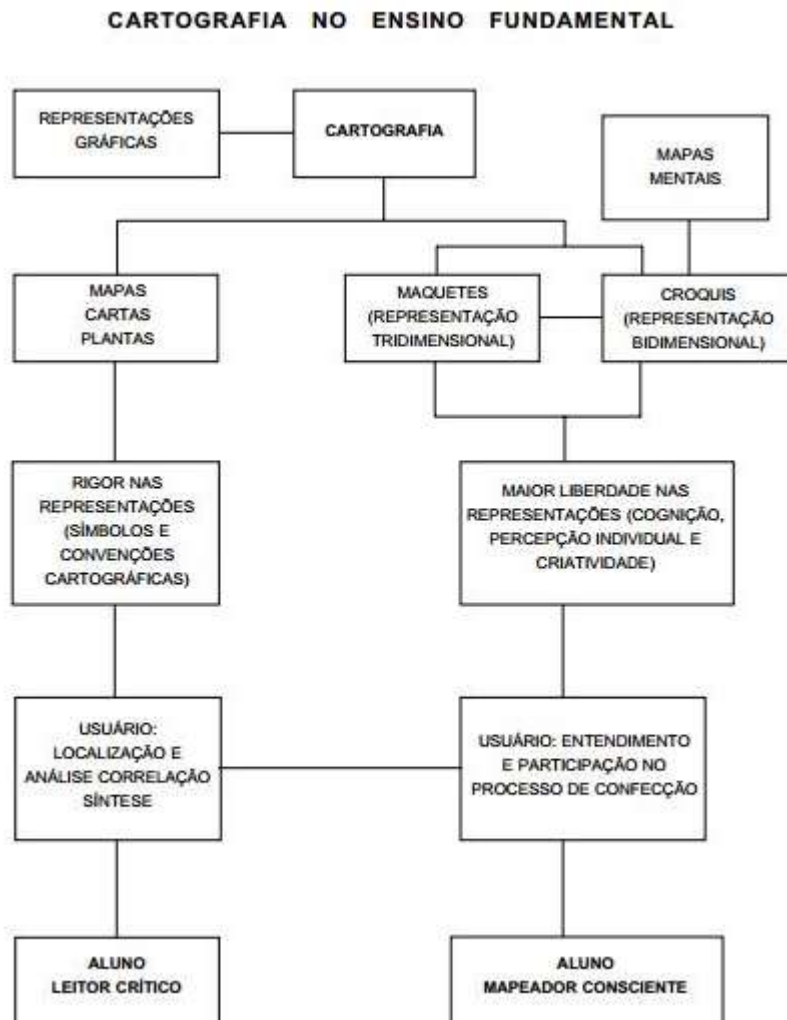 CARTOGRAFIA NO ENSINO FUNDAMENTAL
REPRESENTAÇÕES
GRÁFICAS
CARTOGRAFIA
MAPAS
MENTAIS
MAPAS
CARTAS
PLANTAS
MAQUETES
(REPRESENTAÇÃO
TRIDIMENSIONAL)
CROQUIS
(REPRESENTAÇÃO
BIDIMENSIONAL)
RIGOR NAS
REPRESENTAÇÕES
(SÍMBOLOS E
CONVENÇÕES
CARTOGRÁFICAS)
MAIOR LIBERDADE NAS
REPRESENTAÇÕES (COGNIÇÃO,
PERCEPÇÃO INDIVIDUAL E
CRIATIVIDADE)
USUÁRIO:
LOCALIZAÇÃO E
ANÁLISE CORRELAÇÃO
SÍNTESE
USUÁRIO: ENTENDIMENTO
E PARTICIPAÇÃO NO
PROCESSO DE CONFECÇÃO
ALUNO
LEITOR CRÍTICO
ALUNO
MAPEADOR CONSCIENTE